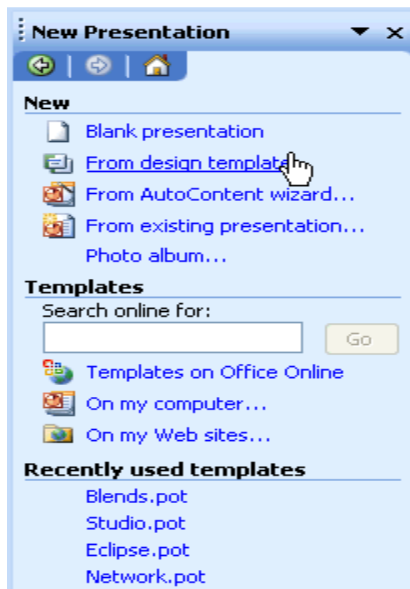 New Presentation
New
Blank presentation
From design template
From AutoContent wizard...
From existing presentation...
Photo album...
Templates
Search online for:
Go
Templates on Office Online
On my computer...
On my Web sites...
Recently used templates
Blends.pot
Studio.pot
Eclipse.pot
Network.pot